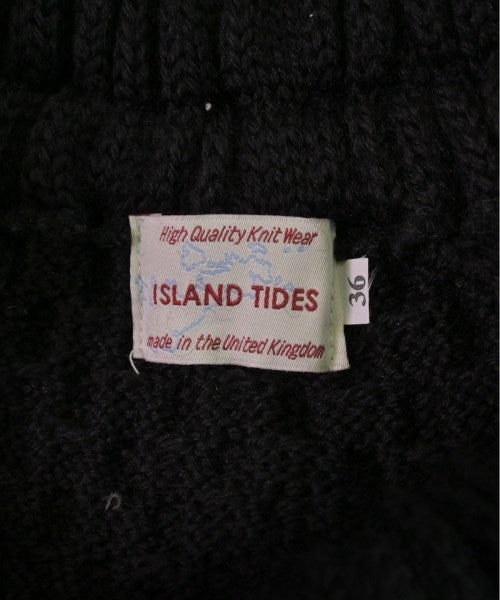 High Quality Knit Wear
ISLAND TIDES
made in the United Kingdom
36